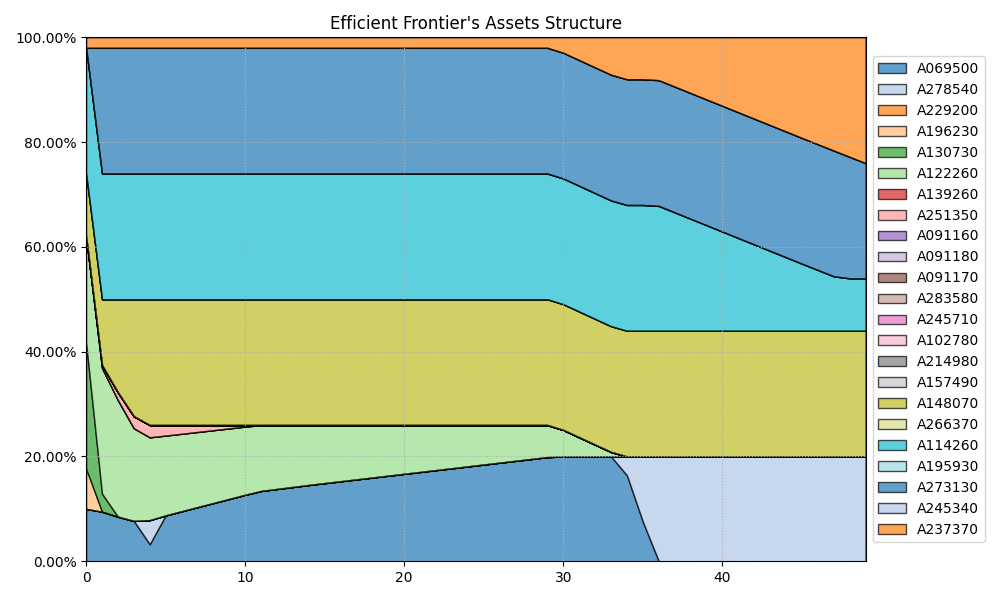 Efficient Frontier's Assets Structure
100.00%
80.00%
60.00%
40.00%
20.00%
0.00%
0
10
20
30
40
A069500
A278540
A229200
A196230
A130730
A122260
A139260
A251350
A091160
A091180
A091170
A283580
A245710
A102780
A214980
A157490
A148070
A266370
A114260
A195930
A273130
A245340
A237370